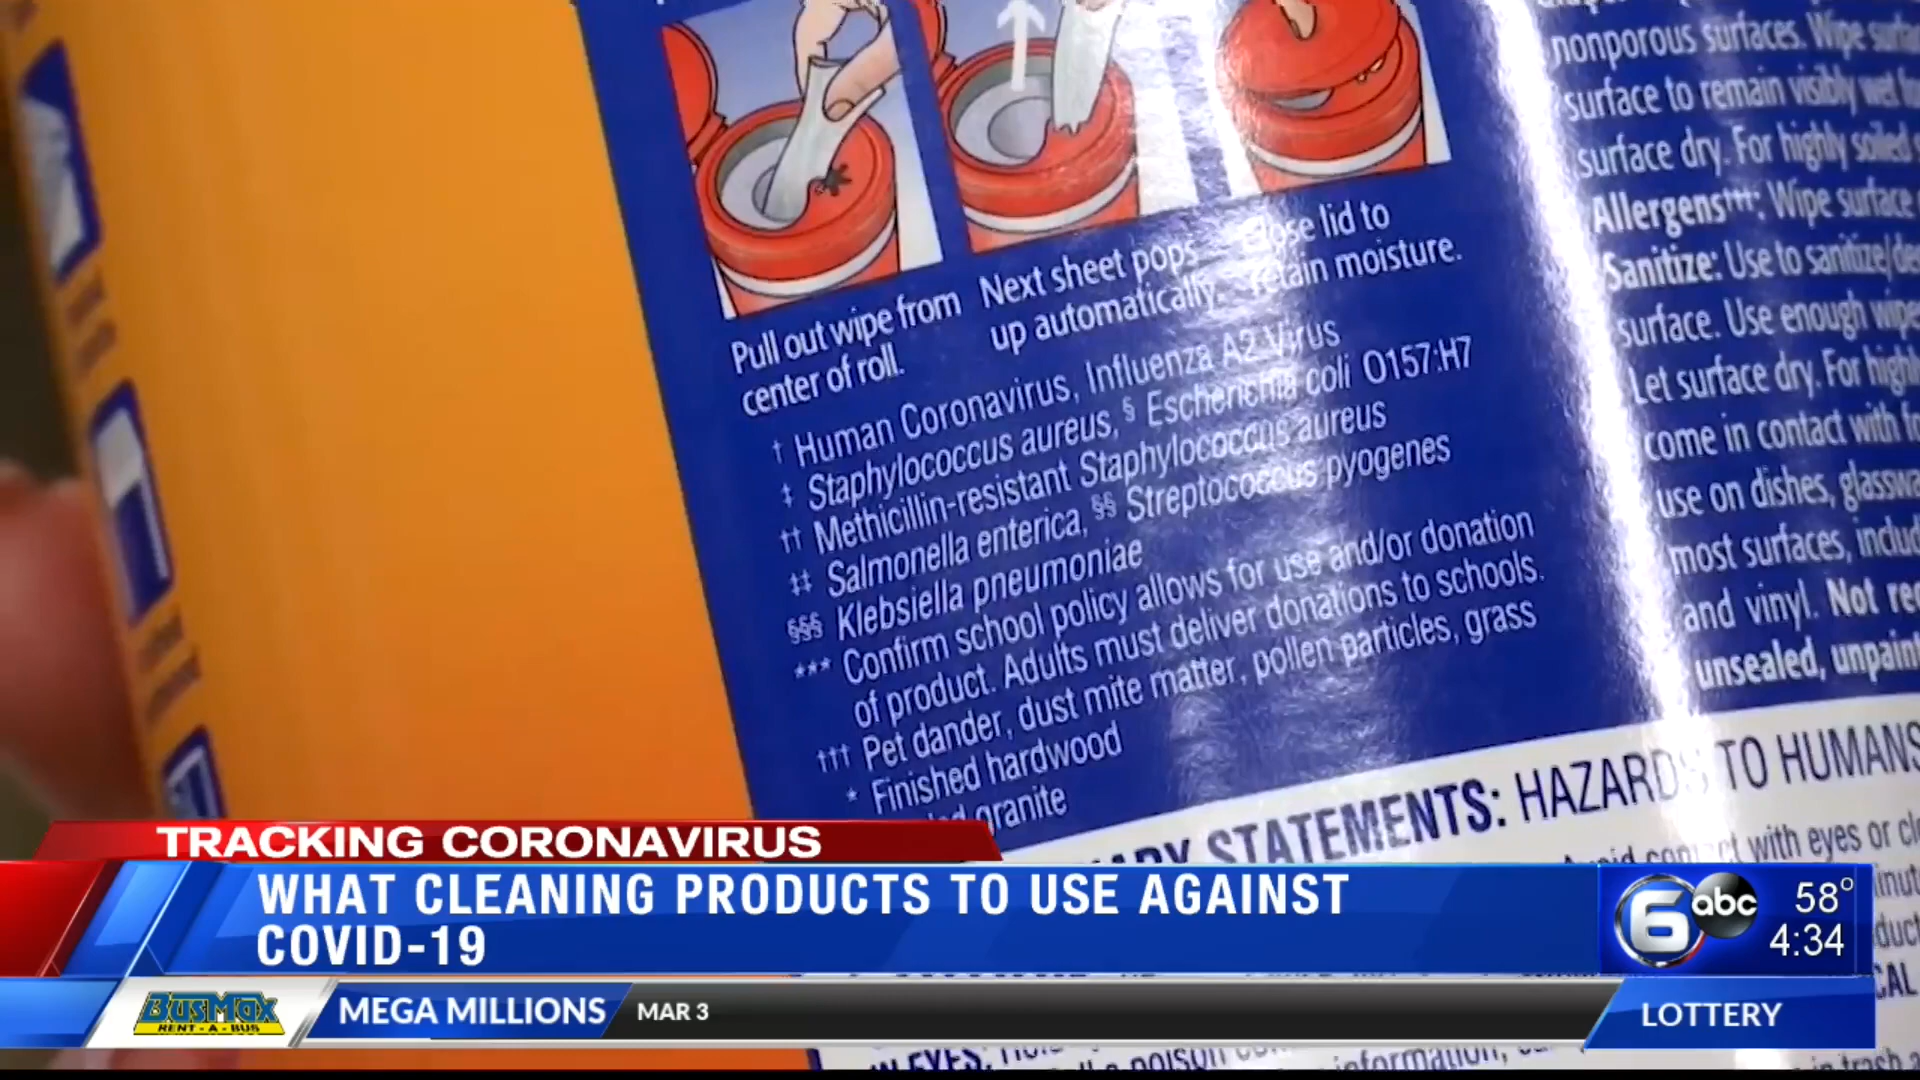 Pull out wipe from
center of roll.
Next sheet pops
up automatically.
lid to
moisture.
† Human Coronavirus, Influenza A2 Virus
‡ Staphylococcus aureus, § Escherichia coli O157:H7
†† Methicillin-resistant Staphylococcus aureus
‡‡ Salmonella enterica, §§ Streptococcus pyogenes
§§§ Klebsiella pneumoniae
*** Confirm school policy allows for use and/or donation
of product. Adults must deliver donations to schools.
††† Pet dander, dust mite matter, pollen particles, grass
* Finished hardwood
granite
nonporous surfaces. Wipe
surface to remain visibly wet
surface dry. For highly soiled
Allergens†††: Wipe surface
Sanitize: Use to sanitize/
surface. Use enough
Let surface dry. For
come in contact with
use on dishes,
most surfaces,
and vinyl. Not
unsealed,
STATEMENTS: HAZARDS TO HUMANS
with eyes or
TRACKING CORONAVIRUS
WHAT CLEANING PRODUCTS TO USE AGAINST
COVID-19
6 abc 58°
4:34
BUSMAX
RENT-A-BUS
MEGA MILLIONS MAR 3 LOTTERY